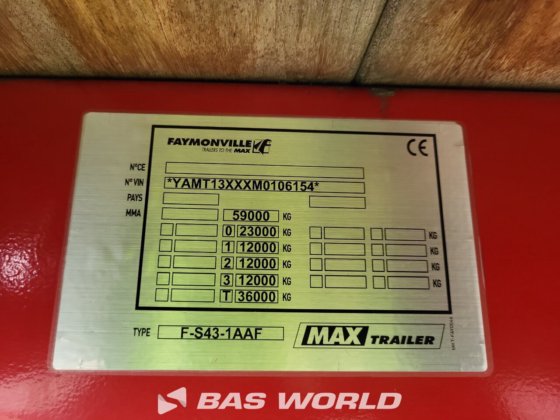 FAYMONVILLE
TRAILERS TO THE MAX
CE
N°CE
N° VIN *YAMT13XXXM0106154*
PAYS
MMA 59000 KG
0 23000 KG KG
1 12000 KG KG
2 12000 KG KG
3 12000 KG KG
T 36000 KG
TYPE F-S43-1AAF MAX TRAILER
BAS WORLD